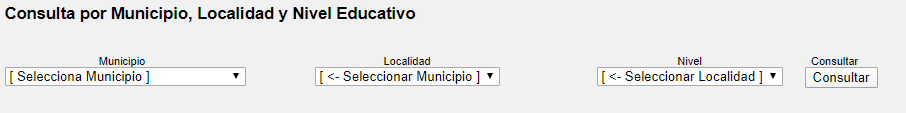 Consulta por Municipio, Localidad y Nivel Educativo
Municipio Localidad Nivel Consultar
[ Selecciona Municipio ] [ <- Seleccionar Municipio ] [ <- Seleccionar Localidad ] Consultar